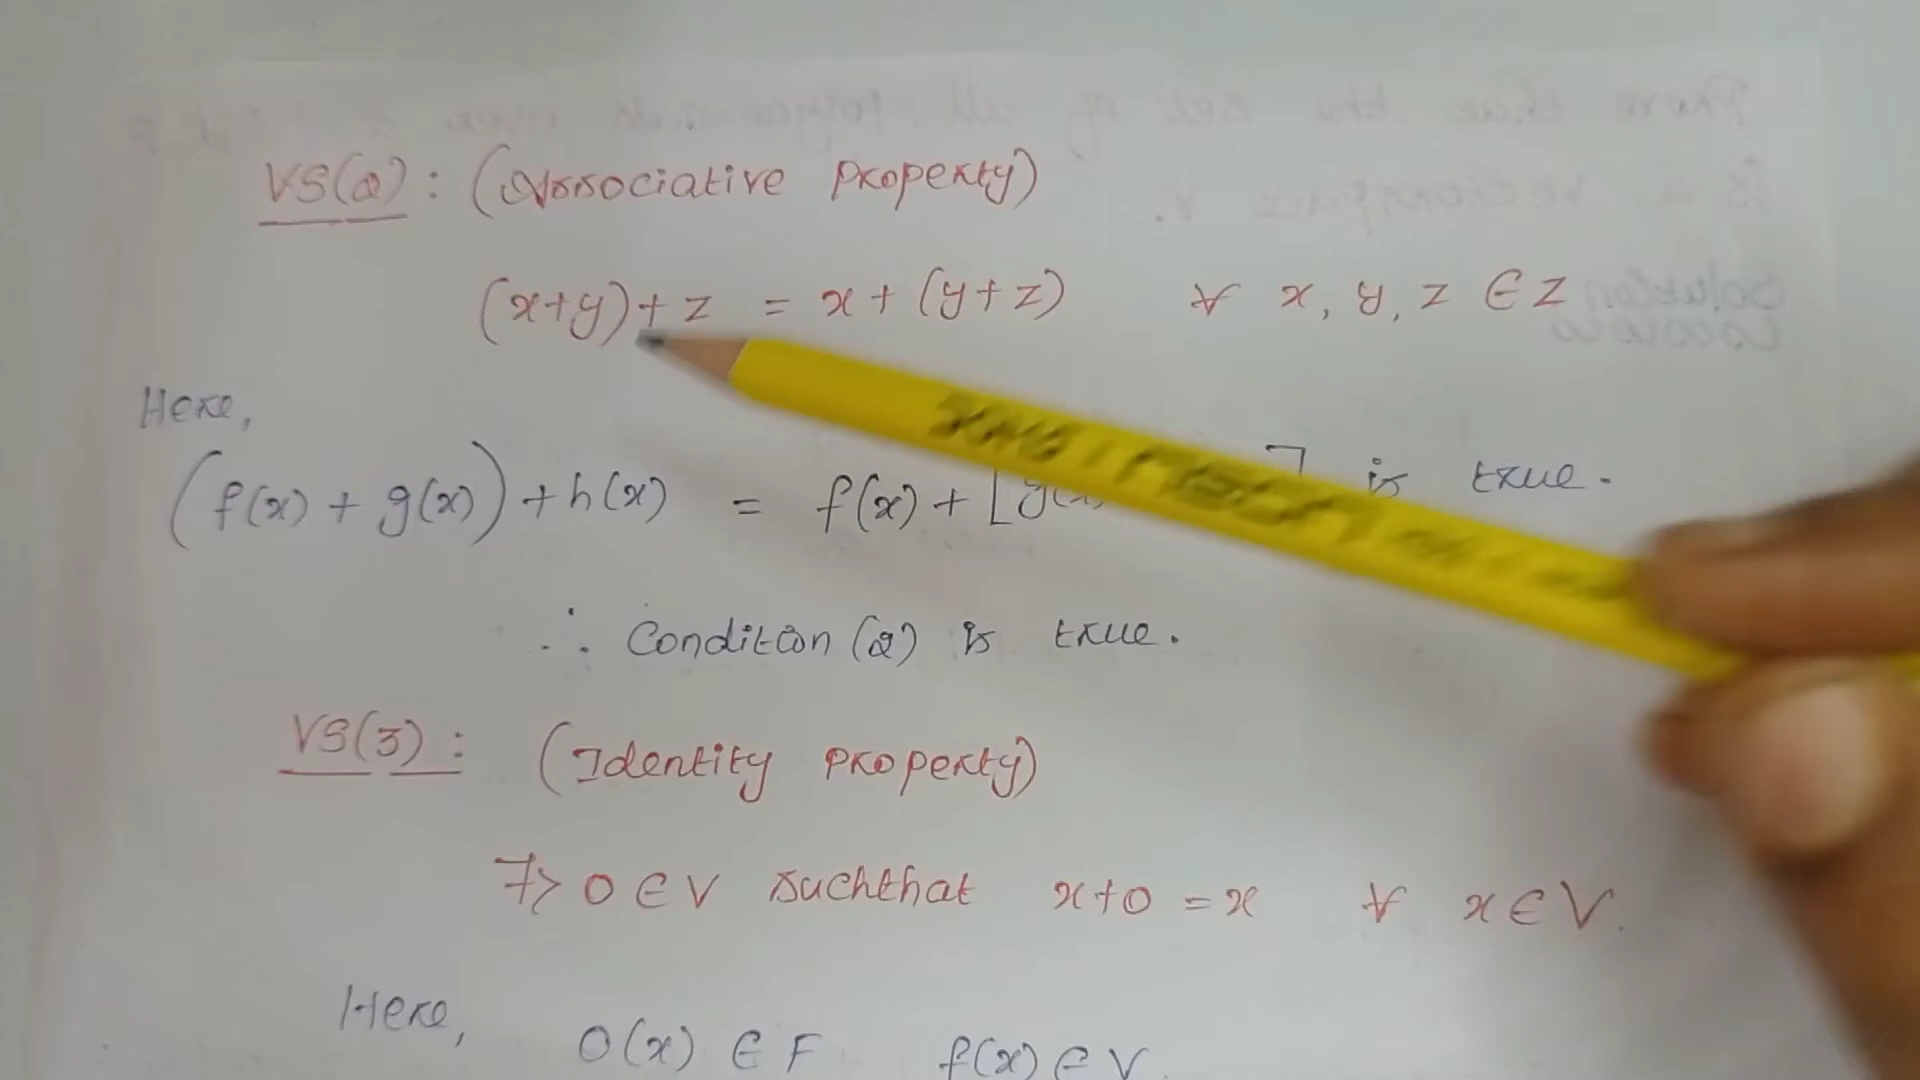 VS(2) : (Associative Property)
(x+y)+z = x+(y+z) ∀ x, y, z ∈ Z
Here,
(f(x) + g(x)) + h(x) = f(x) + [g(x) ] is true.
∴ Conditon (2) is true.
VS(3) : (Identity Property)
∃ 0 ∈ V suchthat x+0 = x ∀ x ∈ V.
Here,
0(x) ∈ F f(x) ∈ V